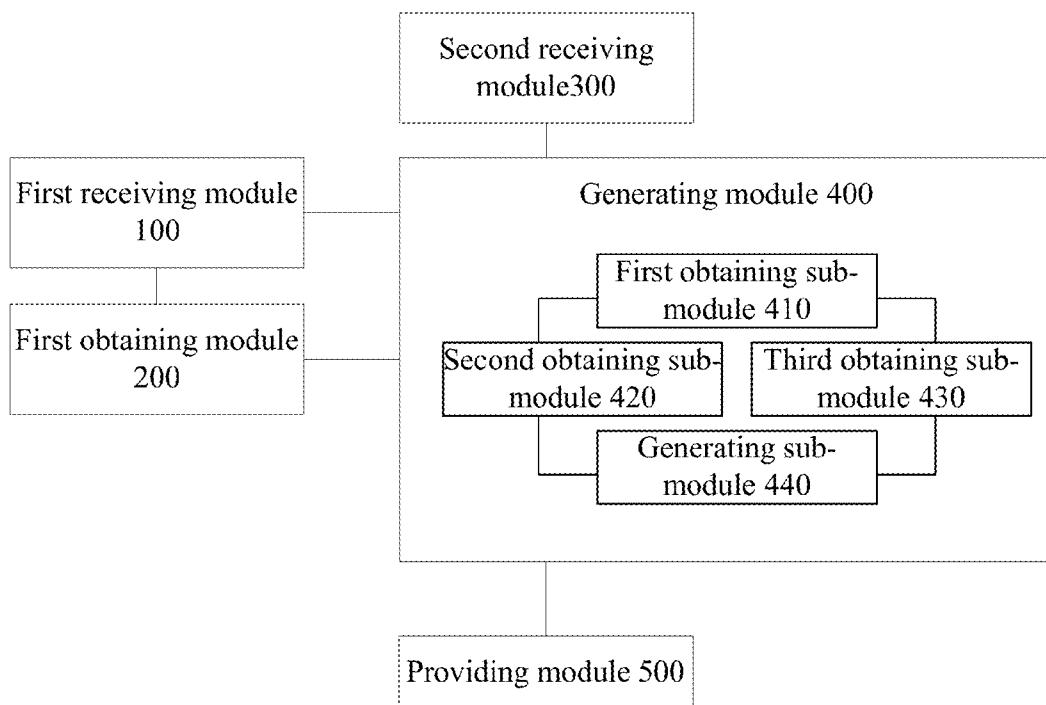 Second receiving
module300
First receiving module
100
Generating module 400
First obtaining sub-
module 410
First obtaining module
200
Second obtaining sub-
module 420
Third obtaining sub-
module 430
Generating sub-
module 440
Providing module 500